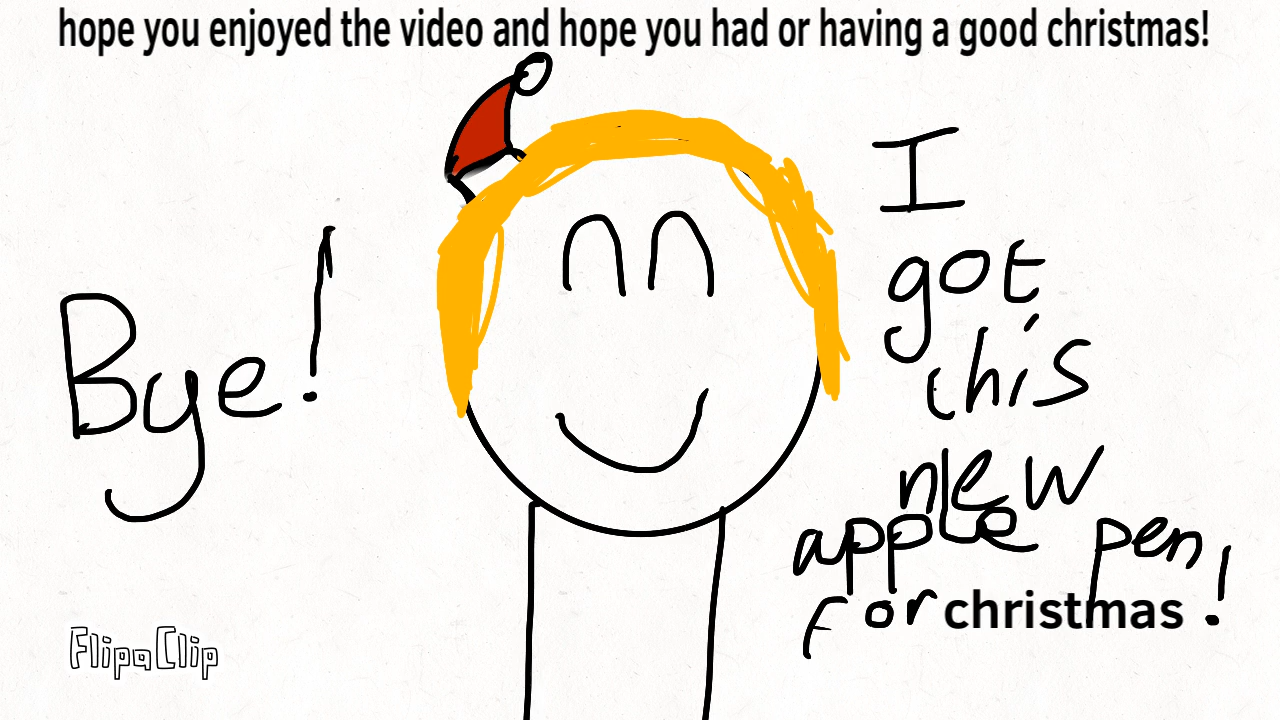 hope you enjoyed the video and hope you had or having a good christmas!
Bye!
I
got
this
new
apple pen!
for christmas!
FlipaClip